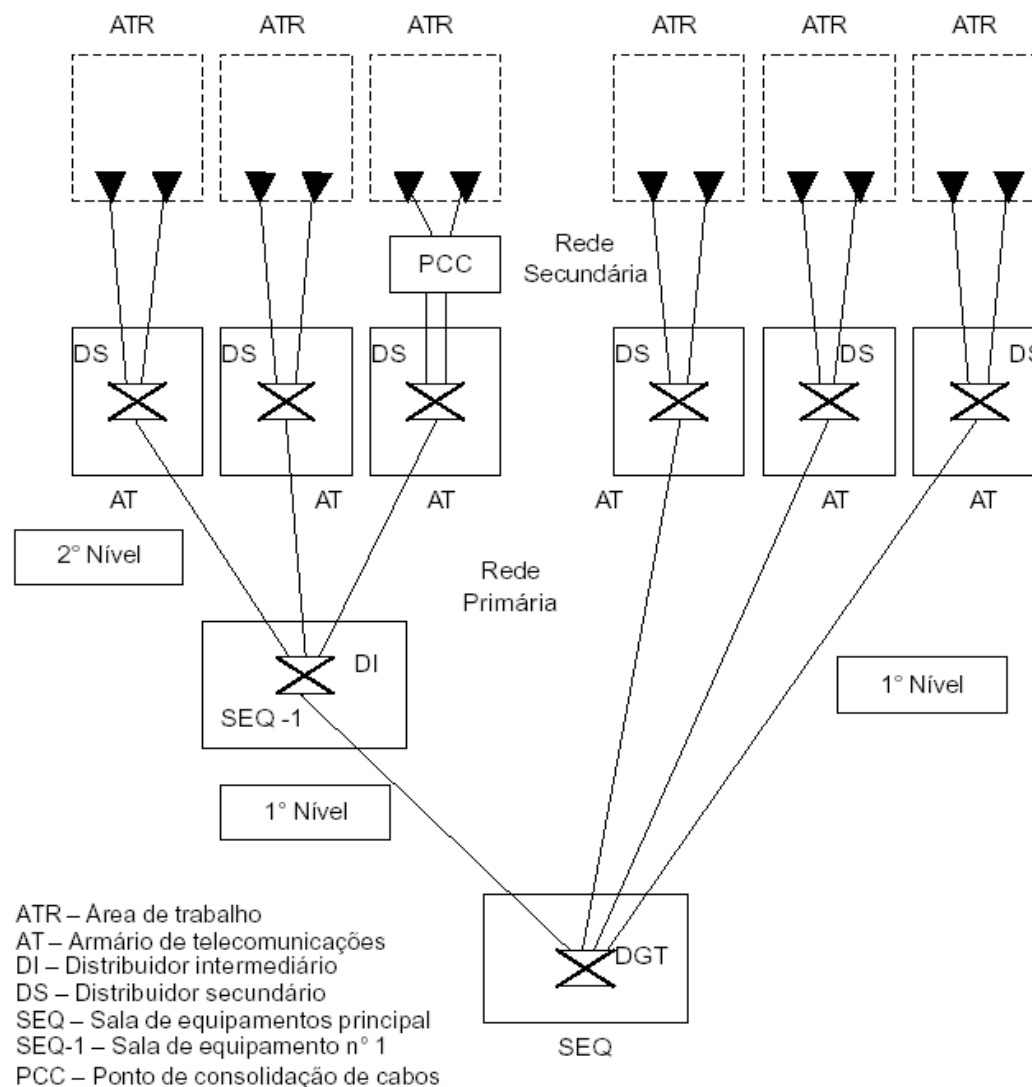 ATR ATR ATR ATR ATR ATR
Rede
Secundária
PCC
DS DS DS DS DS DS
AT AT AT AT AT AT
2° Nível
Rede
Primária
DI
SEQ -1
1° Nível
1° Nível
DGT
SEQ
ATR – Área de trabalho
AT – Armário de telecomunicações
DI – Distribuidor intermediário
DS – Distribuidor secundário
SEQ – Sala de equipamentos principal
SEQ-1 – Sala de equipamento n° 1
PCC – Ponto de consolidação de cabos